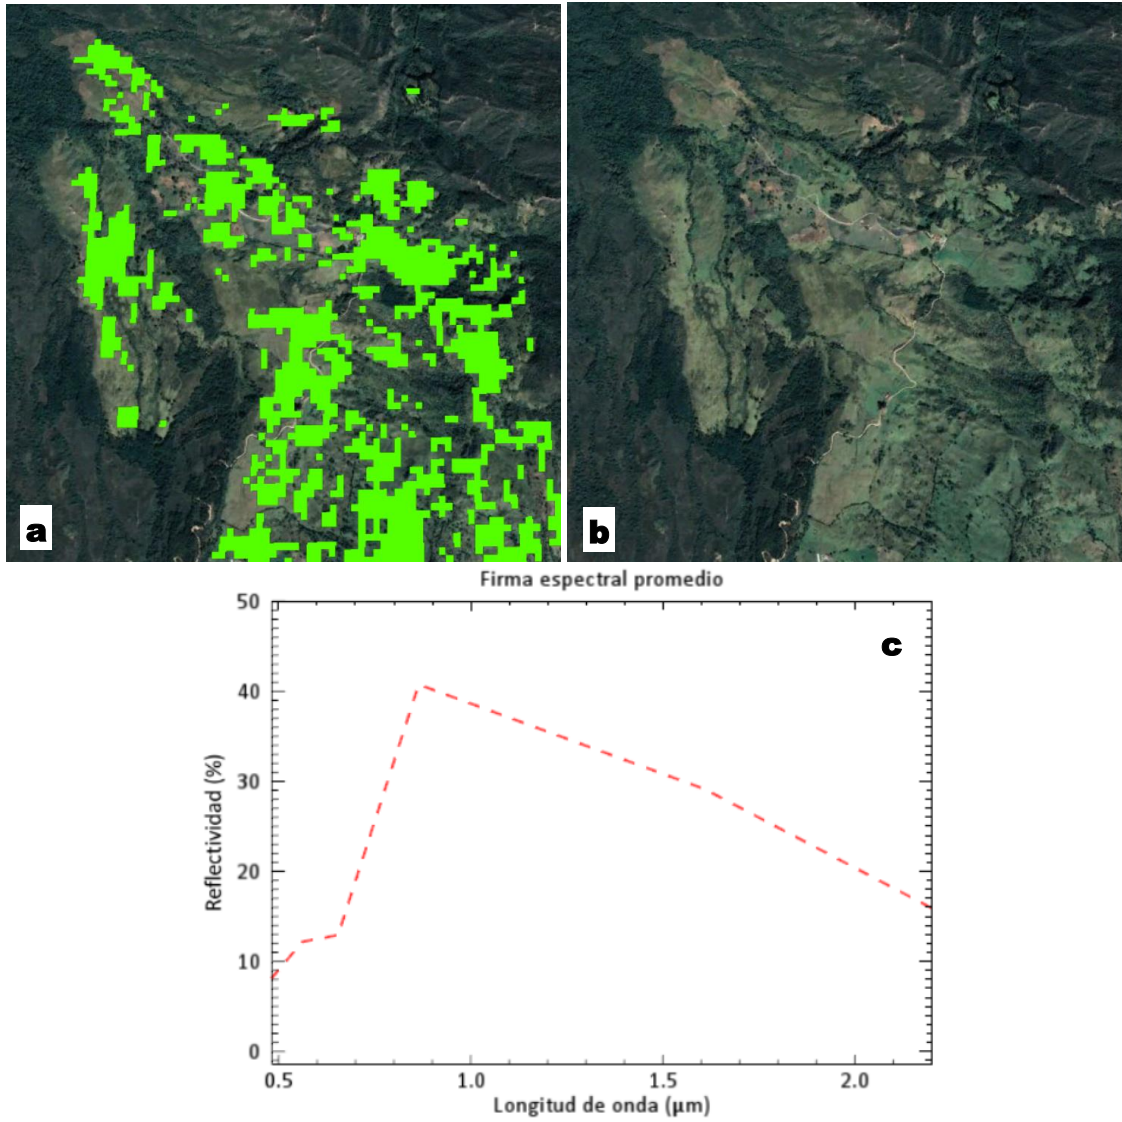 a
b
Firma espectral promedio
c
50
40
30
20
10
0
Reflectividad (%)
0.5 1.0 1.5 2.0
Longitud de onda (µm)